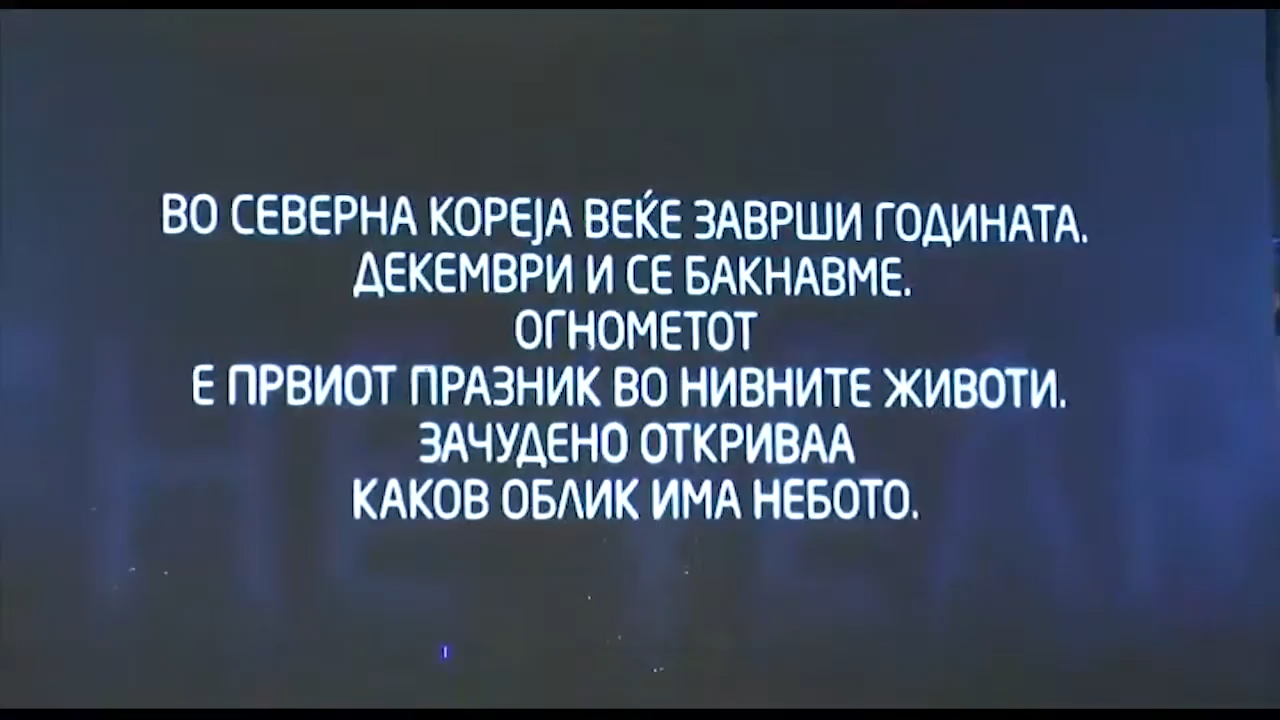 ВО СЕВЕРНА КОРЕЈА ВЕЌЕ ЗАВРШИ ГОДИНАТА.
ДЕКЕМВРИ И СЕ БАКНАВМЕ.
ОГНОМЕТОТ
Е ПРВИОТ ПРАЗНИК ВО НИВНИТЕ ЖИВОТИ.
ЗАЧУДЕНО ОТКРИВАА
КАКОВ ОБЛИК ИМА НЕБОТО.